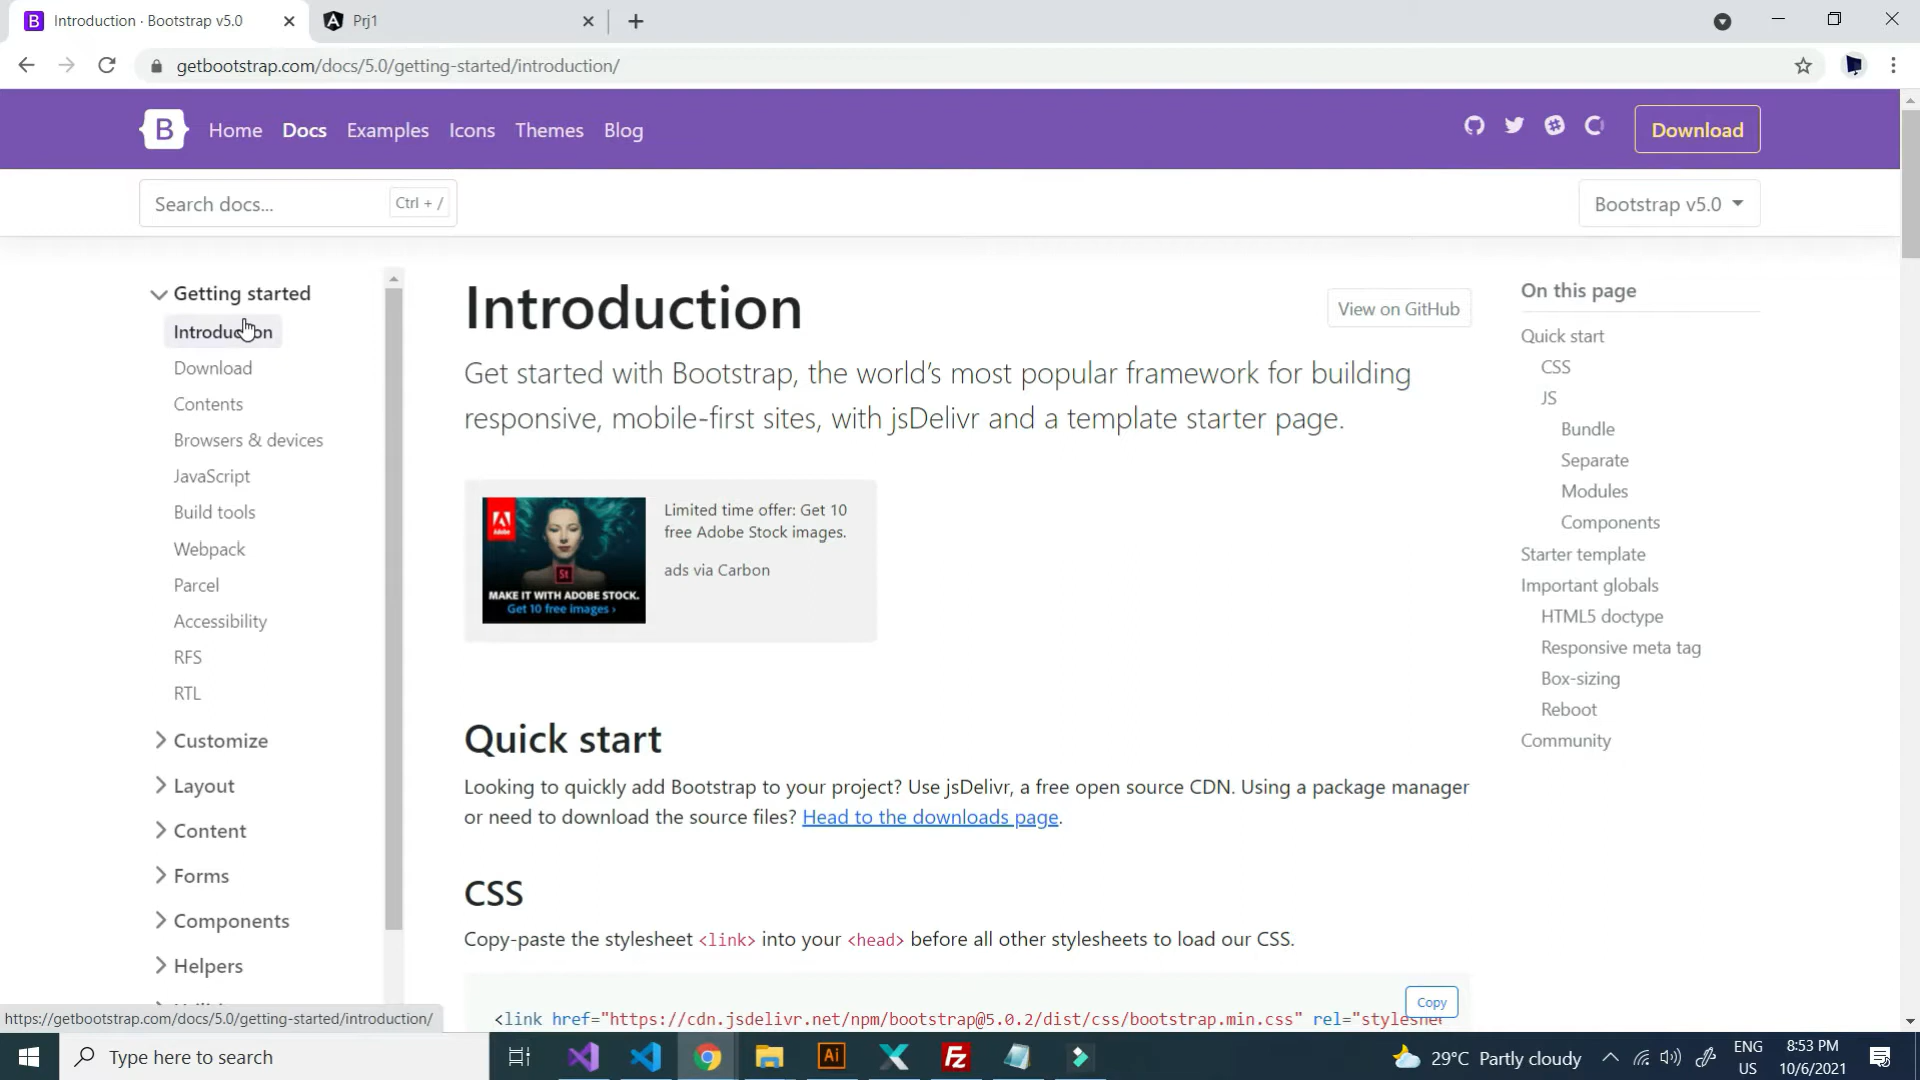 Introduction · Bootstrap v5.0
Prj1
getbootstrap.com/docs/5.0/getting-started/introduction/
B Home Docs Examples Icons Themes Blog
Download
Search docs...
Ctrl + /
Bootstrap v5.0
Getting started
Introduction
Download
Contents
Browsers & devices
JavaScript
Build tools
Webpack
Parcel
Accessibility
RFS
RTL
Customize
Layout
Content
Forms
Components
Helpers
Introduction
View on GitHub
Get started with Bootstrap, the world’s most popular framework for building
responsive, mobile-first sites, with jsDelivr and a template starter page.
MAKE IT WITH ADOBE STOCK.
Get 10 free images ›
Limited time offer: Get 10
free Adobe Stock images.
ads via Carbon
Quick start
Looking to quickly add Bootstrap to your project? Use jsDelivr, a free open source CDN. Using a package manager
or need to download the source files? Head to the downloads page.
CSS
Copy-paste the stylesheet <link> into your <head> before all other stylesheets to load our CSS.
Copy
<link href="https://cdn.jsdelivr.net/npm/bootstrap@5.0.2/dist/css/bootstrap.min.css" rel="styleshe
On this page
Quick start
CSS
JS
Bundle
Separate
Modules
Components
Starter template
Important globals
HTML5 doctype
Responsive meta tag
Box-sizing
Reboot
Community
https://getbootstrap.com/docs/5.0/getting-started/introduction/
Type here to search
Ai
Fz
29°C Partly cloudy
ENG
US
8:53 PM
10/6/2021